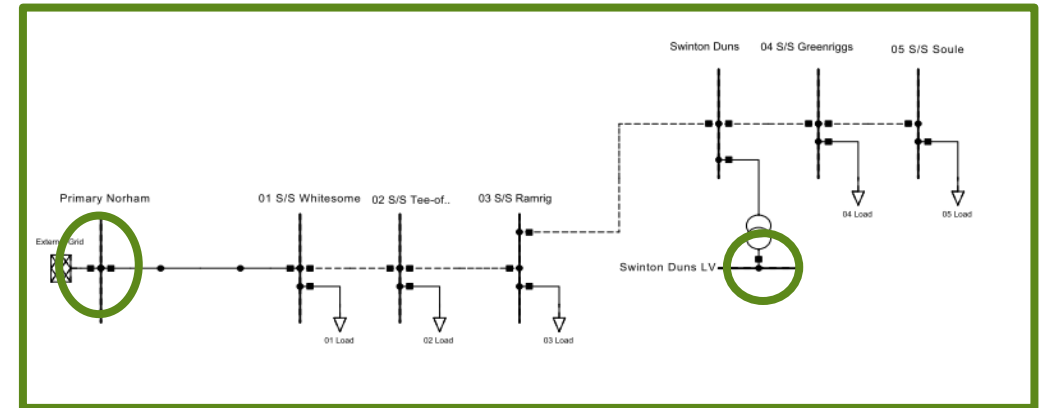 Swinton Duns
04 S/S Greenriggs
05 S/S Soule
Primary Norham
01 S/S Whitesome
02 S/S Tee-of..
03 S/S Ramrig
04 Load
05 Load
External Grid
Swinton Duns LV
01 Load
02 Load
03 Load